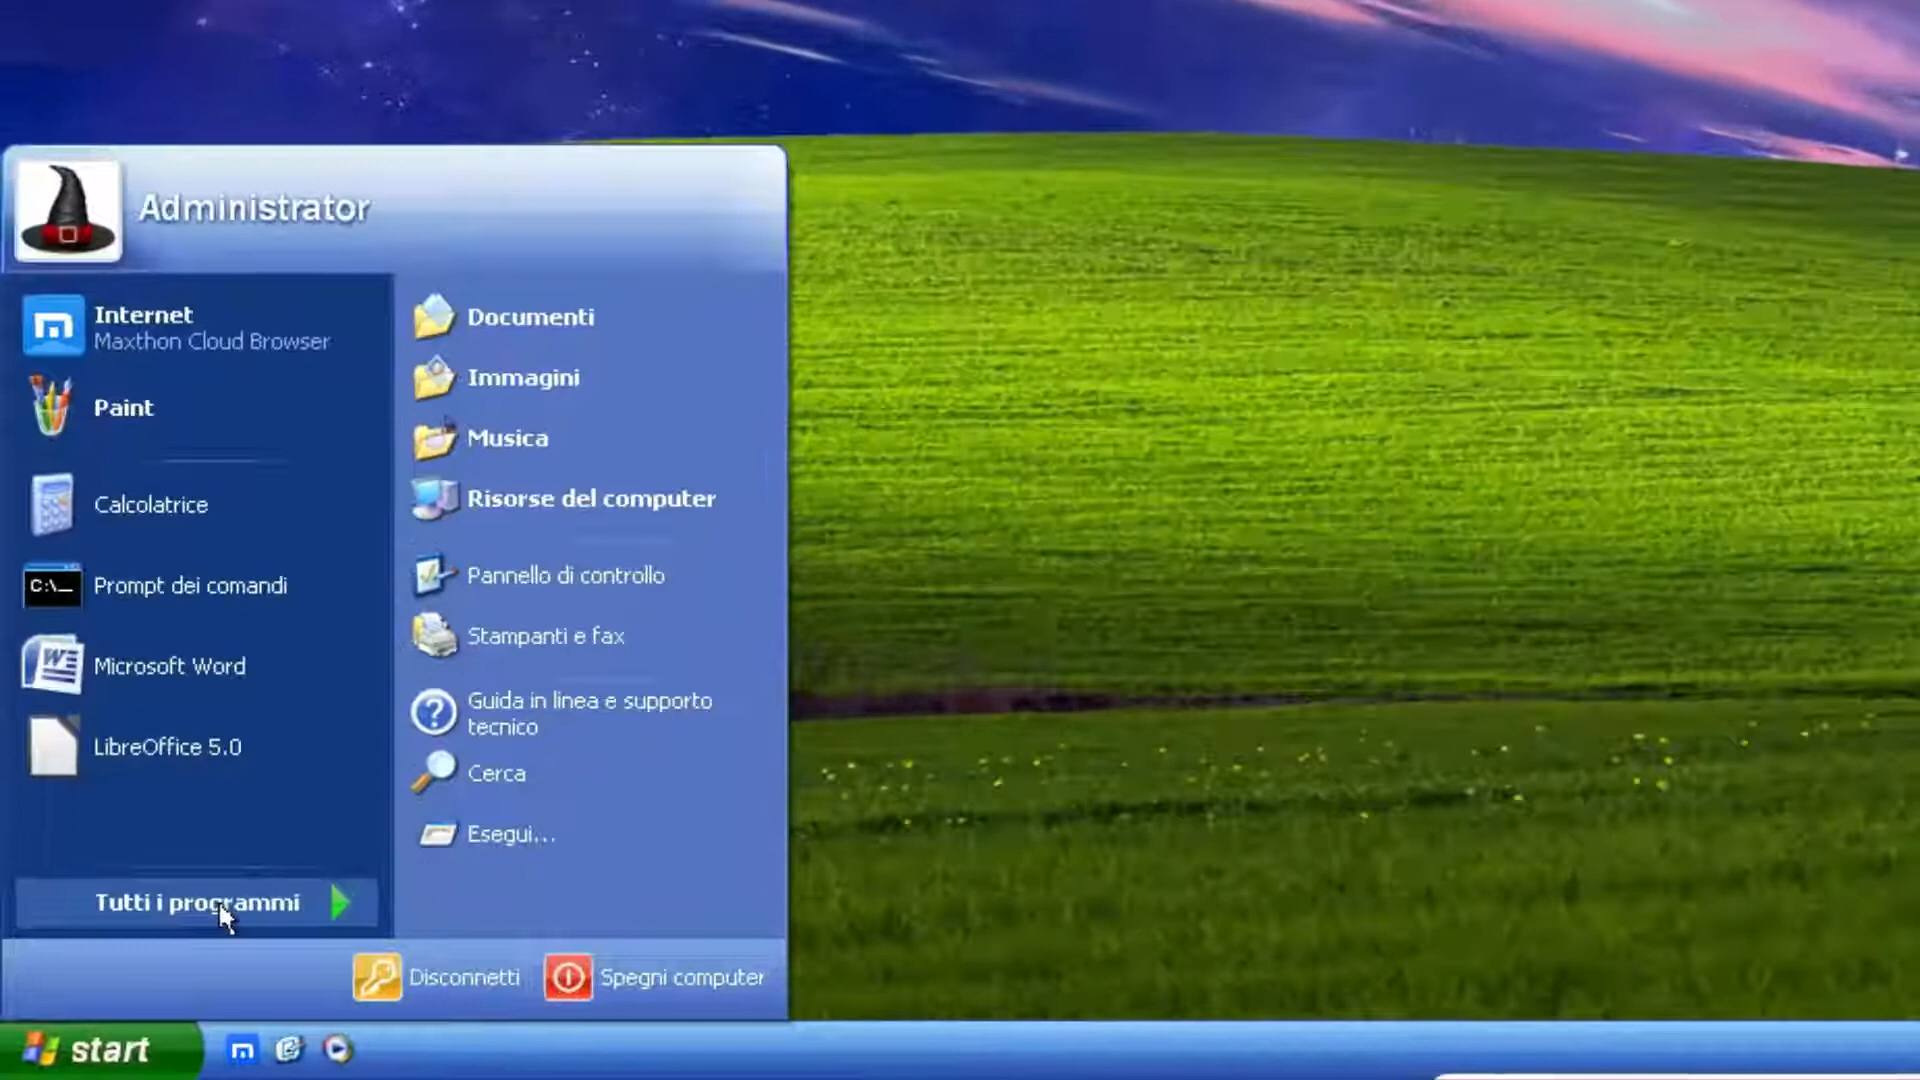 Administrator
Internet
Maxthon Cloud Browser
Paint
Calcolatrice
C:\_
Prompt dei comandi
W
Microsoft Word
LibreOffice 5.0
Tutti i programmi
Documenti
Immagini
Musica
Risorse del computer
Pannello di controllo
Stampanti e fax
Guida in linea e supporto
tecnico
Cerca
Esegui...
Disconnetti
Spegni computer
start